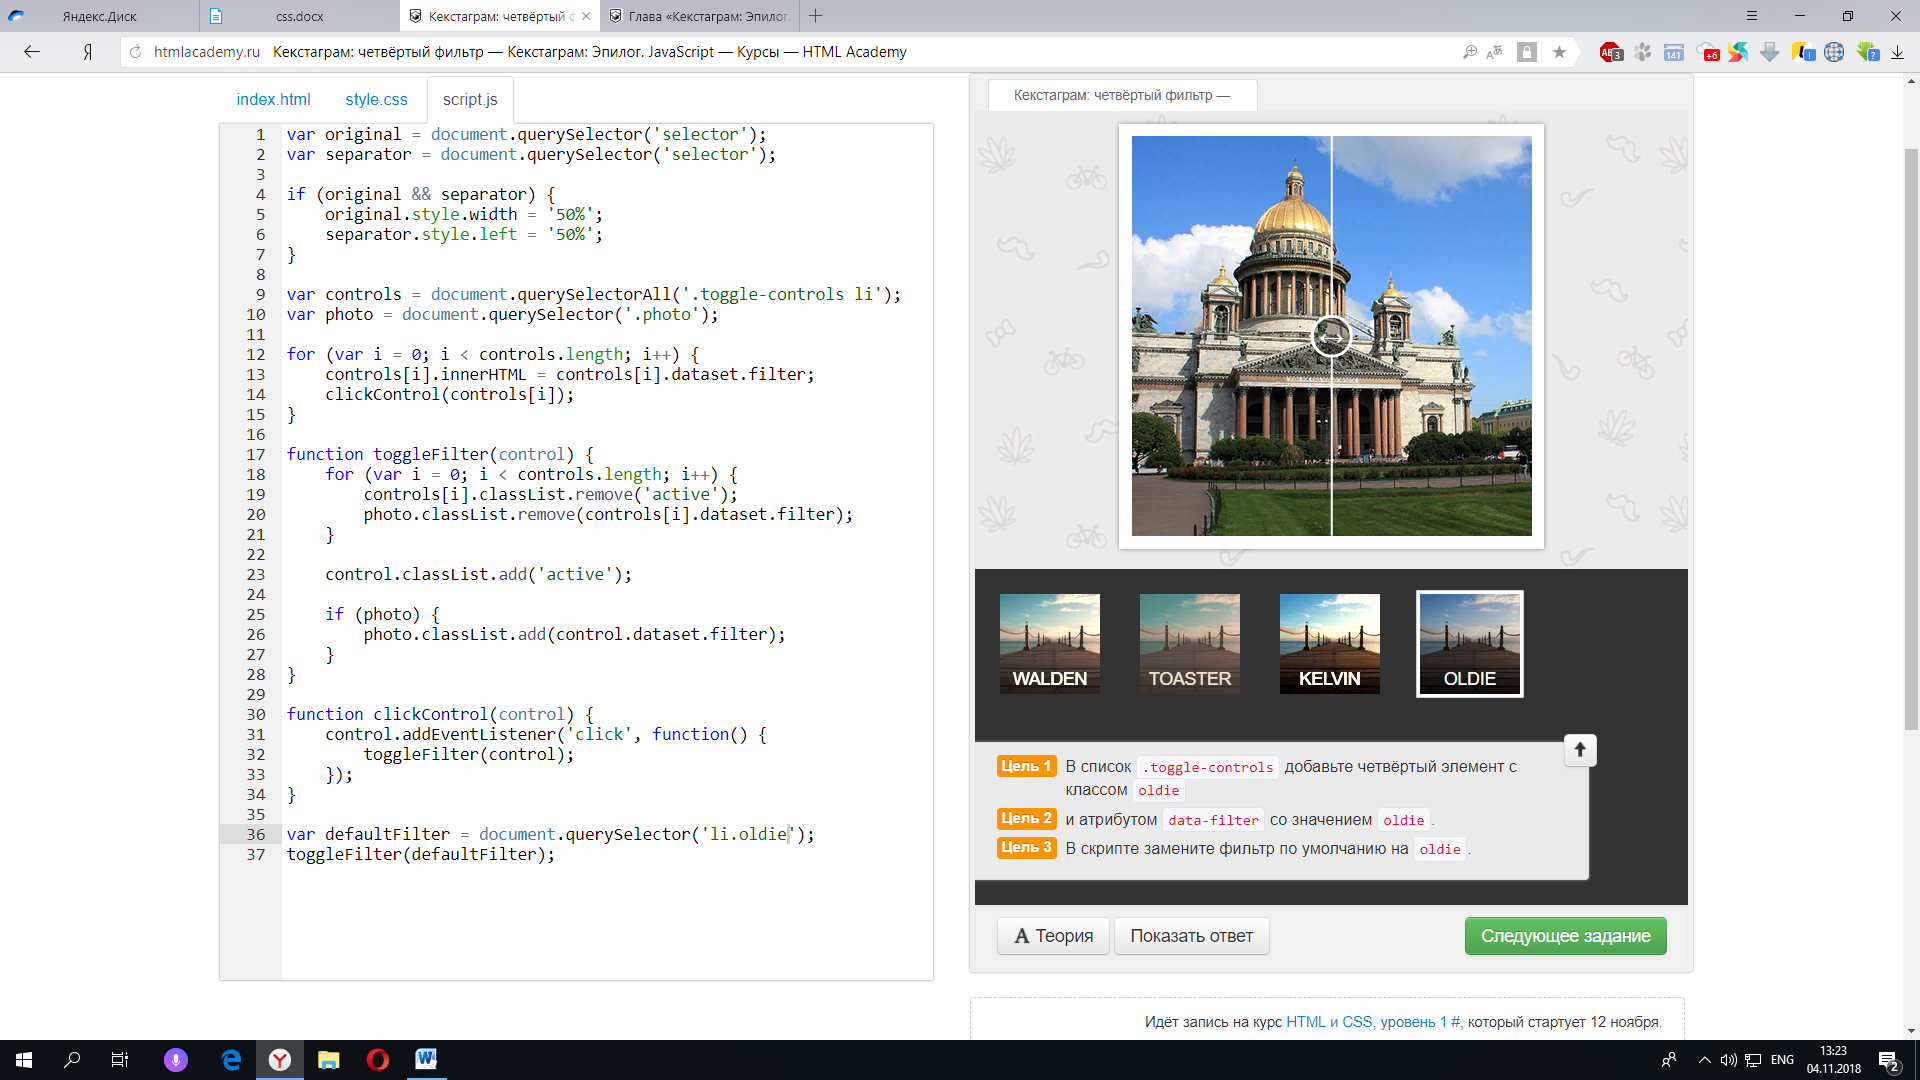 Яндекс.Диск
css.docx
Кекстаграм: четвёртый ф
Глава «Кекстаграм: Эпилог.
htmlacademy.ru Кекстаграм: четвёртый фильтр — Кекстаграм: Эпилог. JavaScript — Курсы — HTML Academy
3
141
+6
!
?
index.html
style.css
script.js
1 var original = document.querySelector('selector');
2 var separator = document.querySelector('selector');
3
4 if (original && separator) {
5 original.style.width = '50%';
6 separator.style.left = '50%';
7 }
8
9 var controls = document.querySelectorAll('.toggle-controls li');
10 var photo = document.querySelector('.photo');
11
12 for (var i = 0; i < controls.length; i++) {
13 controls[i].innerHTML = controls[i].dataset.filter;
14 clickControl(controls[i]);
15 }
16
17 function toggleFilter(control) {
18 for (var i = 0; i < controls.length; i++) {
19 controls[i].classList.remove('active');
20 photo.classList.remove(controls[i].dataset.filter);
21 }
22
23 control.classList.add('active');
24
25 if (photo) {
26 photo.classList.add(control.dataset.filter);
27 }
28 }
29
30 function clickControl(control) {
31 control.addEventListener('click', function() {
32 toggleFilter(control);
33 });
34 }
35
36 var defaultFilter = document.querySelector('li.oldie');
37 toggleFilter(defaultFilter);
Кекстаграм: четвёртый фильтр —
WALDEN
TOASTER
KELVIN
OLDIE
Цель 1 В список .toggle-controls добавьте четвёртый элемент с
классом oldie
Цель 2 и атрибутом data-filter со значением oldie .
Цель 3 В скрипте замените фильтр по умолчанию на oldie .
A Теория
Показать ответ
Следующее задание
Идёт запись на курс HTML и CSS, уровень 1 #, который стартует 12 ноября.
ENG
13:23
04.11.2018
2